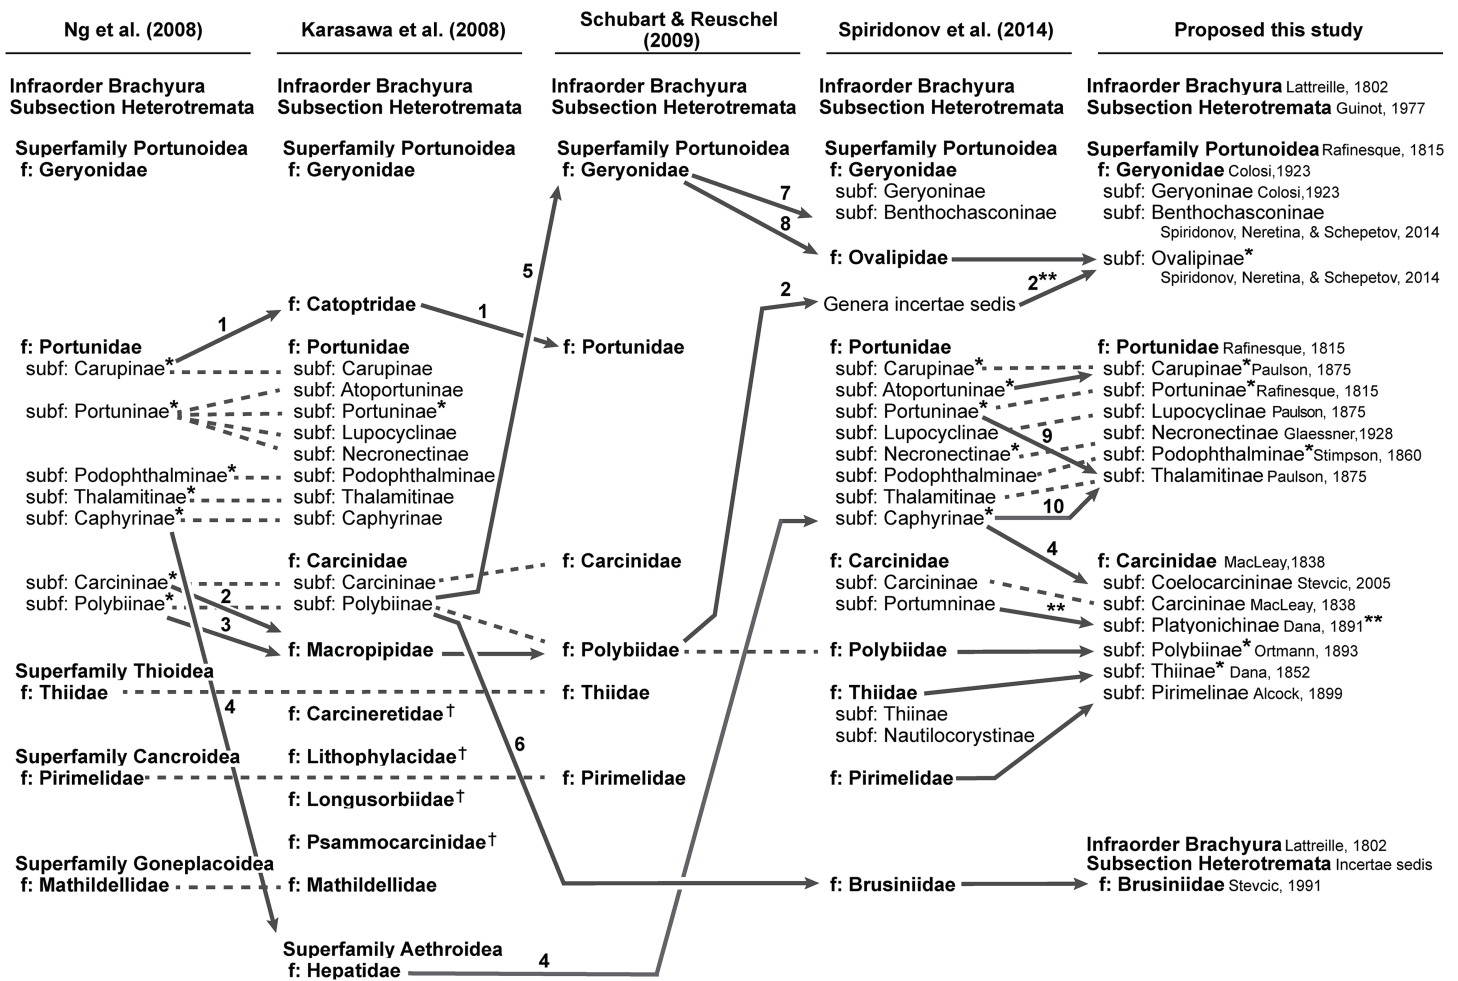 Ng et al. (2008)
Infraorder Brachyura
Subsection Heterotremata
Superfamily Portunoidea
f: Geryonidae
f: Portunidae
subf: Carupinae*
subf: Portuninae*
subf: Podophthalminae*
subf: Thalamitinae*
subf: Caphyrinae*
subf: Carcininae*
subf: Polybiinae*
Superfamily Thioidea
f: Thiidae
Superfamily Cancroidea
f: Pirimelidae
Superfamily Goneplacoidea
f: Mathildellidae
1
2
3
4
Karasawa et al. (2008)
Infraorder Brachyura
Subsection Heterotremata
Superfamily Portunoidea
f: Geryonidae
f: Catoptridae
f: Portunidae
subf: Carupinae
subf: Atoportuninae
subf: Portuninae*
subf: Lupocyclinae
subf: Necronectinae
subf: Podophthalminae
subf: Thalamitinae
subf: Caphyrinae
f: Carcinidae
subf: Carcininae
subf: Polybiinae
f: Macropipidae
f: Carcineretidae†
f: Lithophylacidae†
f: Longusorbiidae†
f: Psammocarcinidae†
f: Mathildellidae
Superfamily Aethroidea
f: Hepatidae
5
1
6
4
Schubart & Reuschel
(2009)
Infraorder Brachyura
Subsection Heterotremata
Superfamily Portunoidea
f: Geryonidae
f: Portunidae
f: Carcinidae
f: Polybiidae
f: Thiidae
f: Pirimelidae
7
8
2
Spiridonov et al. (2014)
Infraorder Brachyura
Subsection Heterotremata
Superfamily Portunoidea
f: Geryonidae
subf: Geryoninae
subf: Benthochasconinae
f: Ovalipidae
Genera incertae sedis
f: Portunidae
subf: Carupinae*
subf: Atoportuninae*
subf: Portuninae*
subf: Lupocyclinae
subf: Necronectinae*
subf: Podophthalminae
subf: Thalamitinae
subf: Caphyrinae*
f: Carcinidae
subf: Carcininae
subf: Portumninae
f: Polybiidae
f: Thiidae
subf: Thiinae
subf: Nautilocorystinae
f: Pirimelidae
f: Brusiniidae
2**
9
10
4
**
Proposed this study
Infraorder Brachyura Lattreille, 1802
Subsection Heterotremata Guinot, 1977
Superfamily Portunoidea Rafinesque, 1815
f: Geryonidae Colosi,1923
subf: Geryoninae Colosi,1923
subf: Benthochasconinae
Spiridonov, Neretina, & Schepetov, 2014
subf: Ovalipinae*
Spiridonov, Neretina, & Schepetov, 2014
f: Portunidae Rafinesque, 1815
subf: Carupinae*Paulson, 1875
subf: Portuninae*Rafinesque, 1815
subf: Lupocyclinae Paulson, 1875
subf: Necronectinae Glaessner,1928
subf: Podophthalminae*Stimpson, 1860
subf: Thalamitinae Paulson, 1875
f: Carcinidae MacLeay,1838
subf: Coelocarcininae Stevcic, 2005
subf: Carcininae MacLeay, 1838
subf: Platyonichinae Dana, 1891**
subf: Polybiinae* Ortmann, 1893
subf: Thiinae* Dana, 1852
subf: Pirimelinae Alcock, 1899
Infraorder Brachyura Lattreille, 1802
Subsection Heterotremata Incertae sedis
f: Brusiniidae Stevcic, 1991